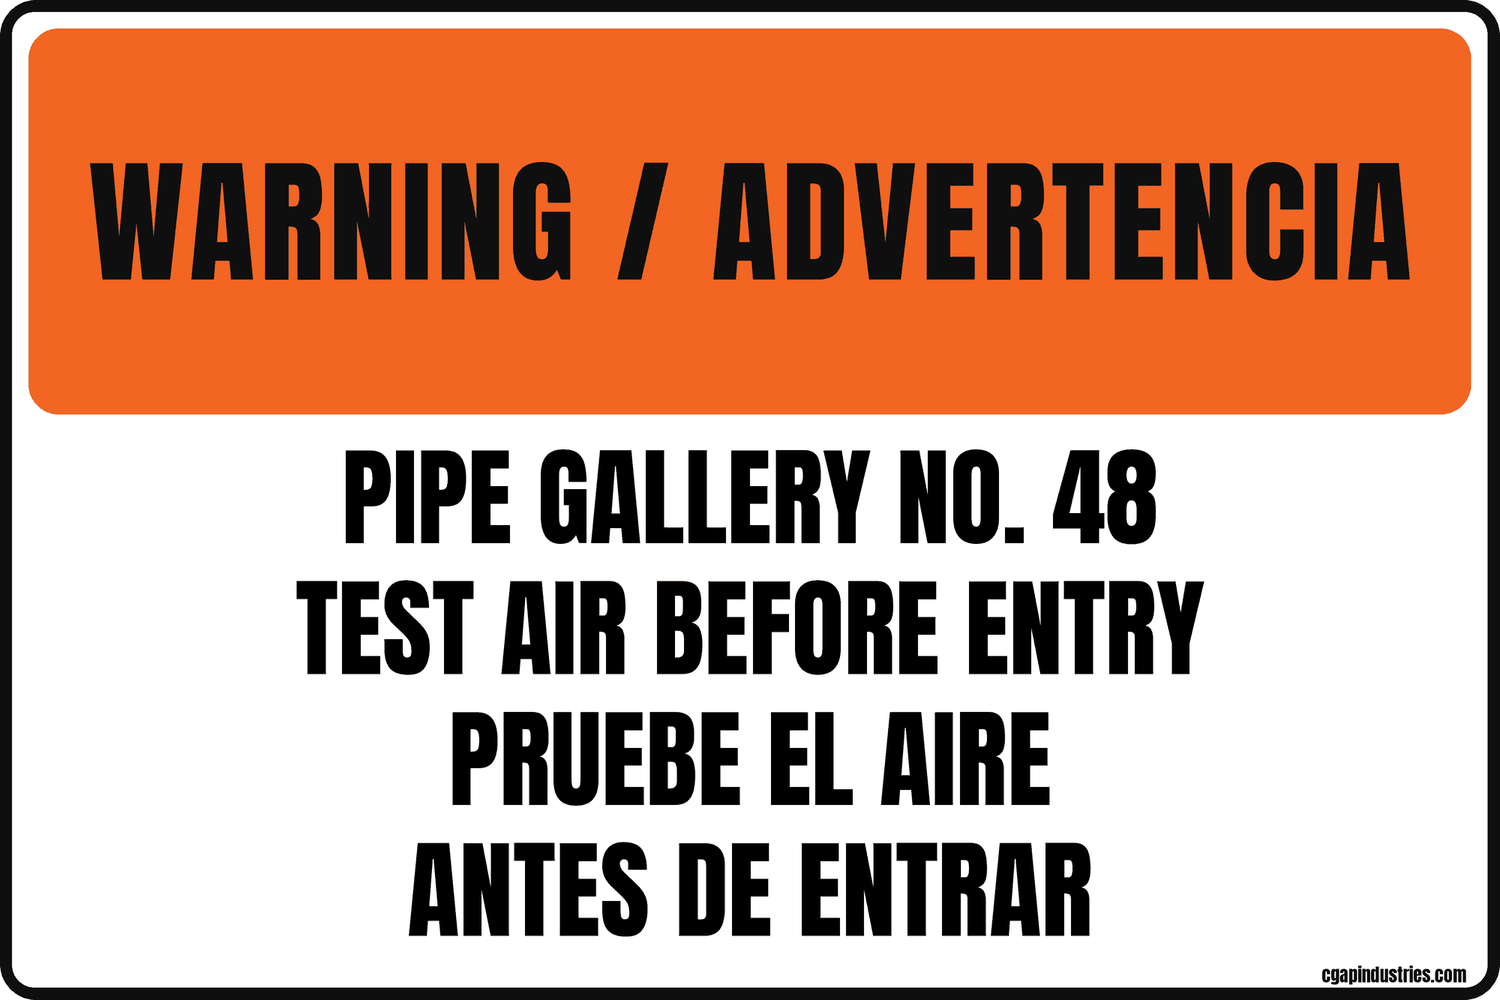 WARNING / ADVERTENCIA
PIPE GALLERY NO. 48
TEST AIR BEFORE ENTRY
PRUEBE EL AIRE
ANTES DE ENTRAR
cgapindustries.com